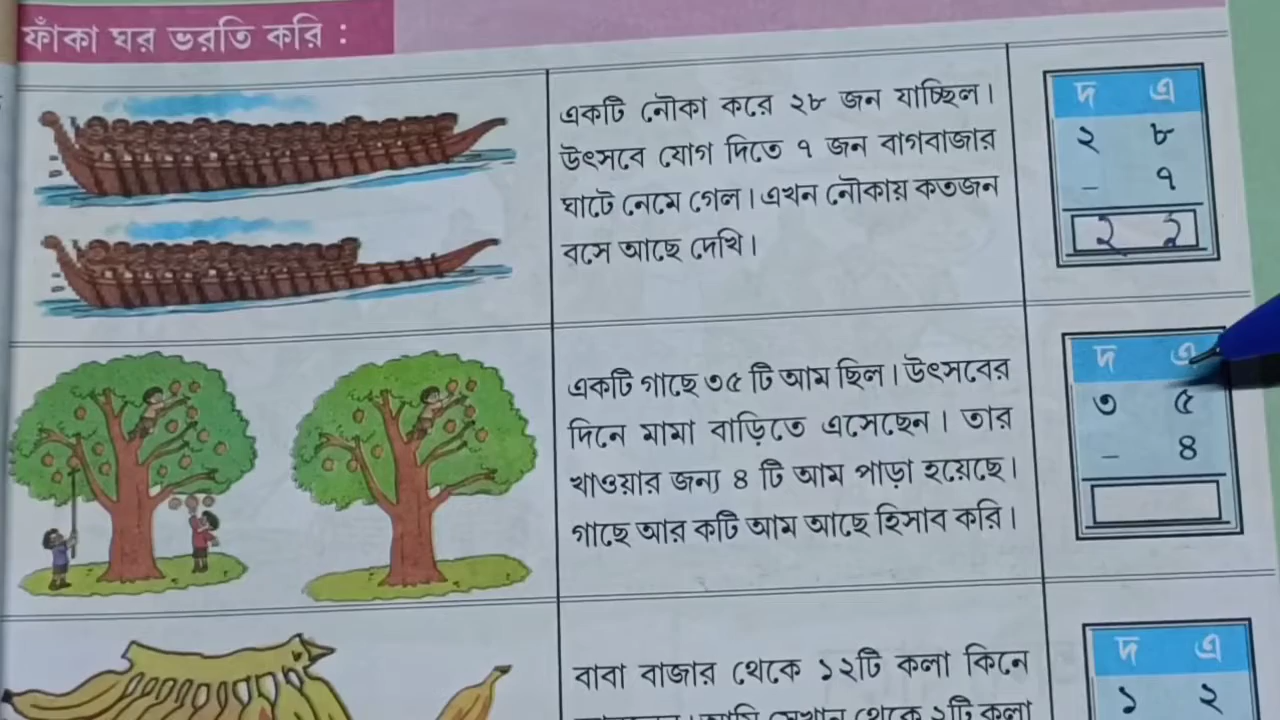 ফাঁকা ঘর ভরতি করি :
একটি নৌকা করে ২৮ জন যাচ্ছিল।
উৎসবে যোগ দিতে ৭ জন বাগবাজার
ঘাটে নেমে গেল। এখন নৌকায় কতজন
বসে আছে দেখি।
দ এ
২ ৮
– ৭
২
একটি গাছে ৩৫ টি আম ছিল। উৎসবের
দিনে মামা বাড়িতে এসেছেন। তার
খাওয়ার জন্য ৪ টি আম পাড়া হয়েছে।
গাছে আর কটি আম আছে হিসাব করি।
দ এ
৩ ৫
– ৪
বাবা বাজার থেকে ১২টি কলা কিনে
থেকে ১টি কলা
দ এ
১ ২